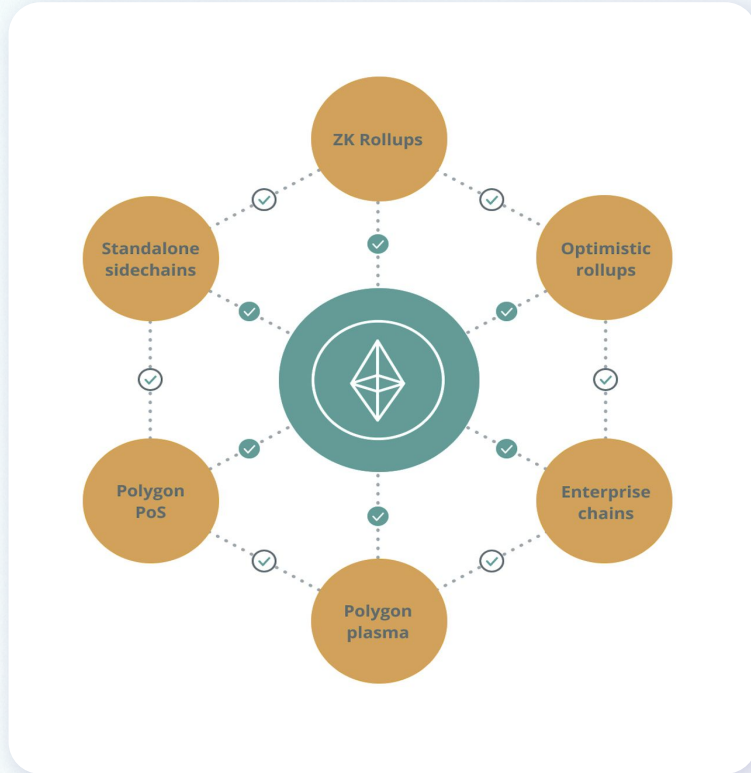 ZK Rollups
Standalone
sidechains
Optimistic
rollups
Polygon
PoS
Enterprise
chains
Polygon
plasma